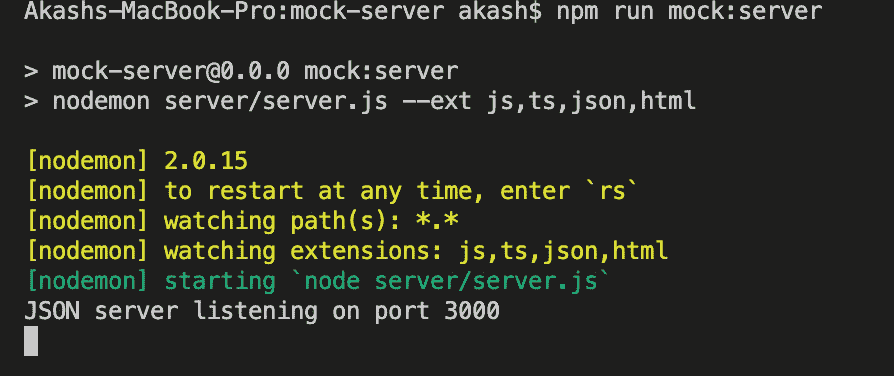 Akashs-MacBook-Pro:mock-server akash$ npm run mock:server
> mock-server@0.0.0 mock:server
> nodemon server/server.js --ext js,ts,json,html
[nodemon] 2.0.15
[nodemon] to restart at any time, enter `rs`
[nodemon] watching path(s): *.*
[nodemon] watching extensions: js,ts,json,html
[nodemon] starting `node server/server.js`
JSON server listening on port 3000